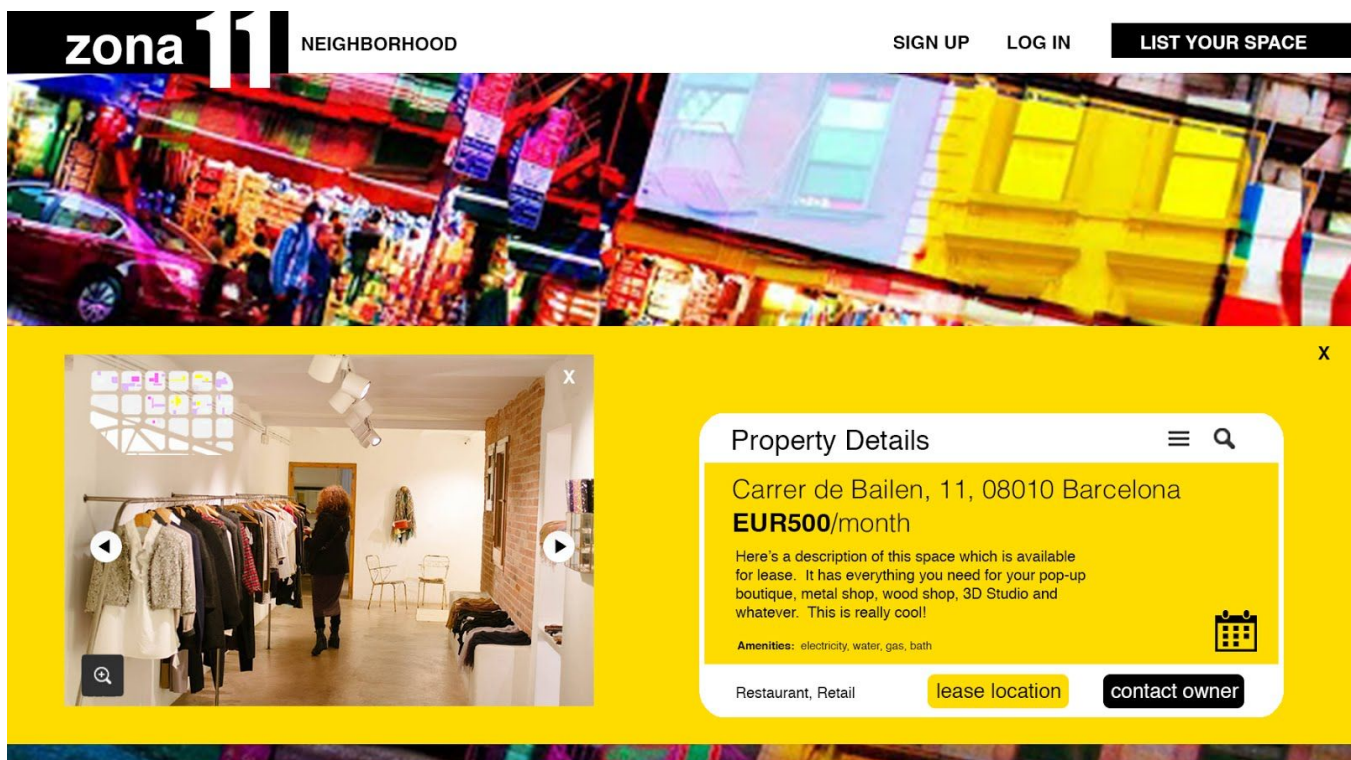 zona 11
NEIGHBORHOOD
SIGN UP
LOG IN
LIST YOUR SPACE
X
X
Property Details
Carrer de Bailen, 11, 08010 Barcelona
EUR500/month
Here's a description of this space which is available
for lease. It has everything you need for your pop-up
boutique, metal shop, wood shop, 3D Studio and
whatever. This is really cool!
Amenities: electricity, water, gas, bath
Restaurant, Retail
lease location
contact owner